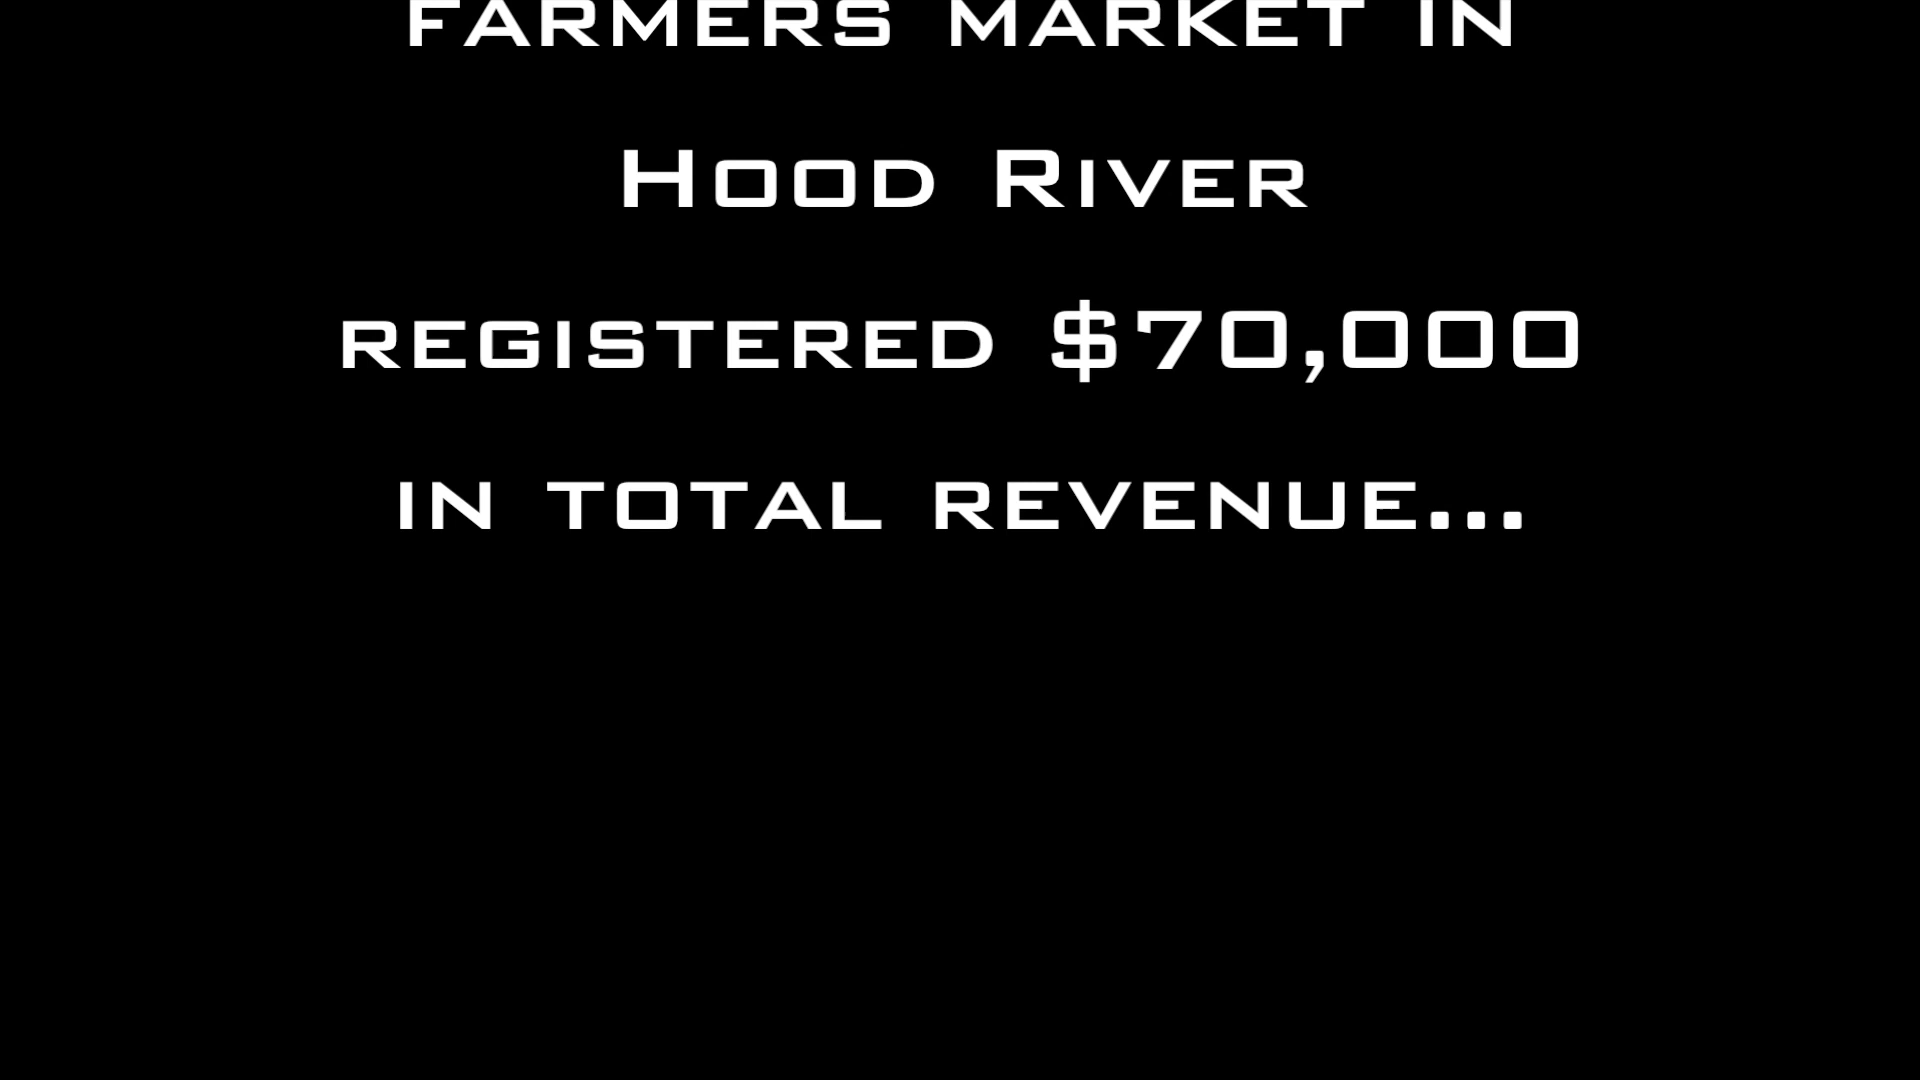 FARMERS MARKET IN
HOOD RIVER
REGISTERED $70,000
IN TOTAL REVENUE...